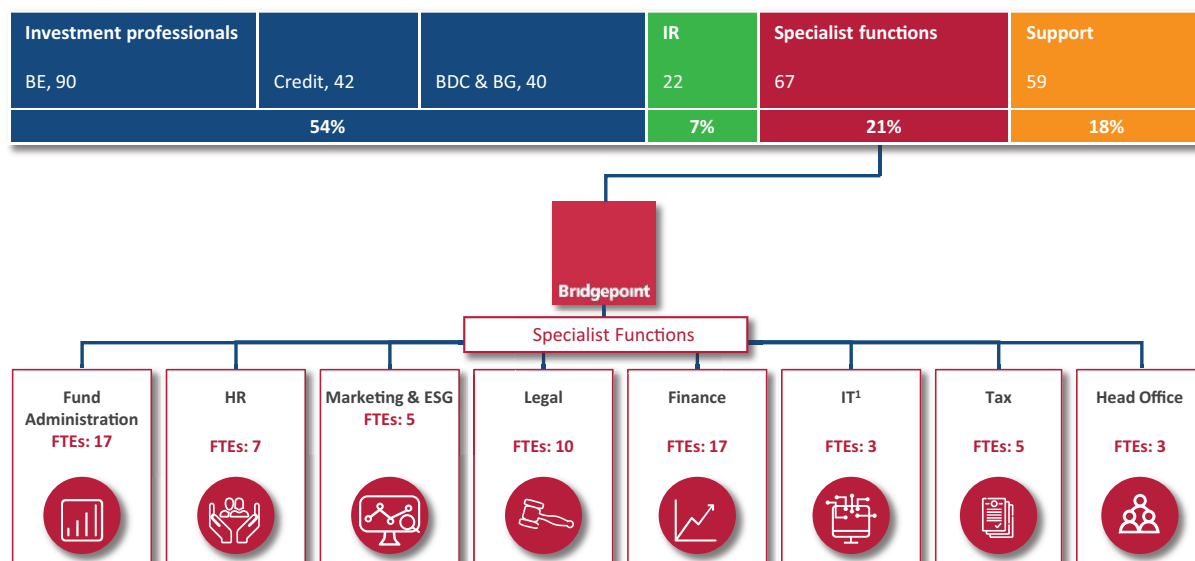 Investment professionals
IR
Specialist functions
Support
BE, 90
Credit, 42
BDC & BG, 40
22
67
59
54%
7%
21%
18%
Bridgepoint
Specialist Functions
Fund
Administration
FTEs: 17
HR
FTEs: 7
Marketing & ESG
FTEs: 5
Legal
FTEs: 10
Finance
FTEs: 17
IT¹
FTEs: 3
Tax
FTEs: 5
Head Office
FTEs: 3